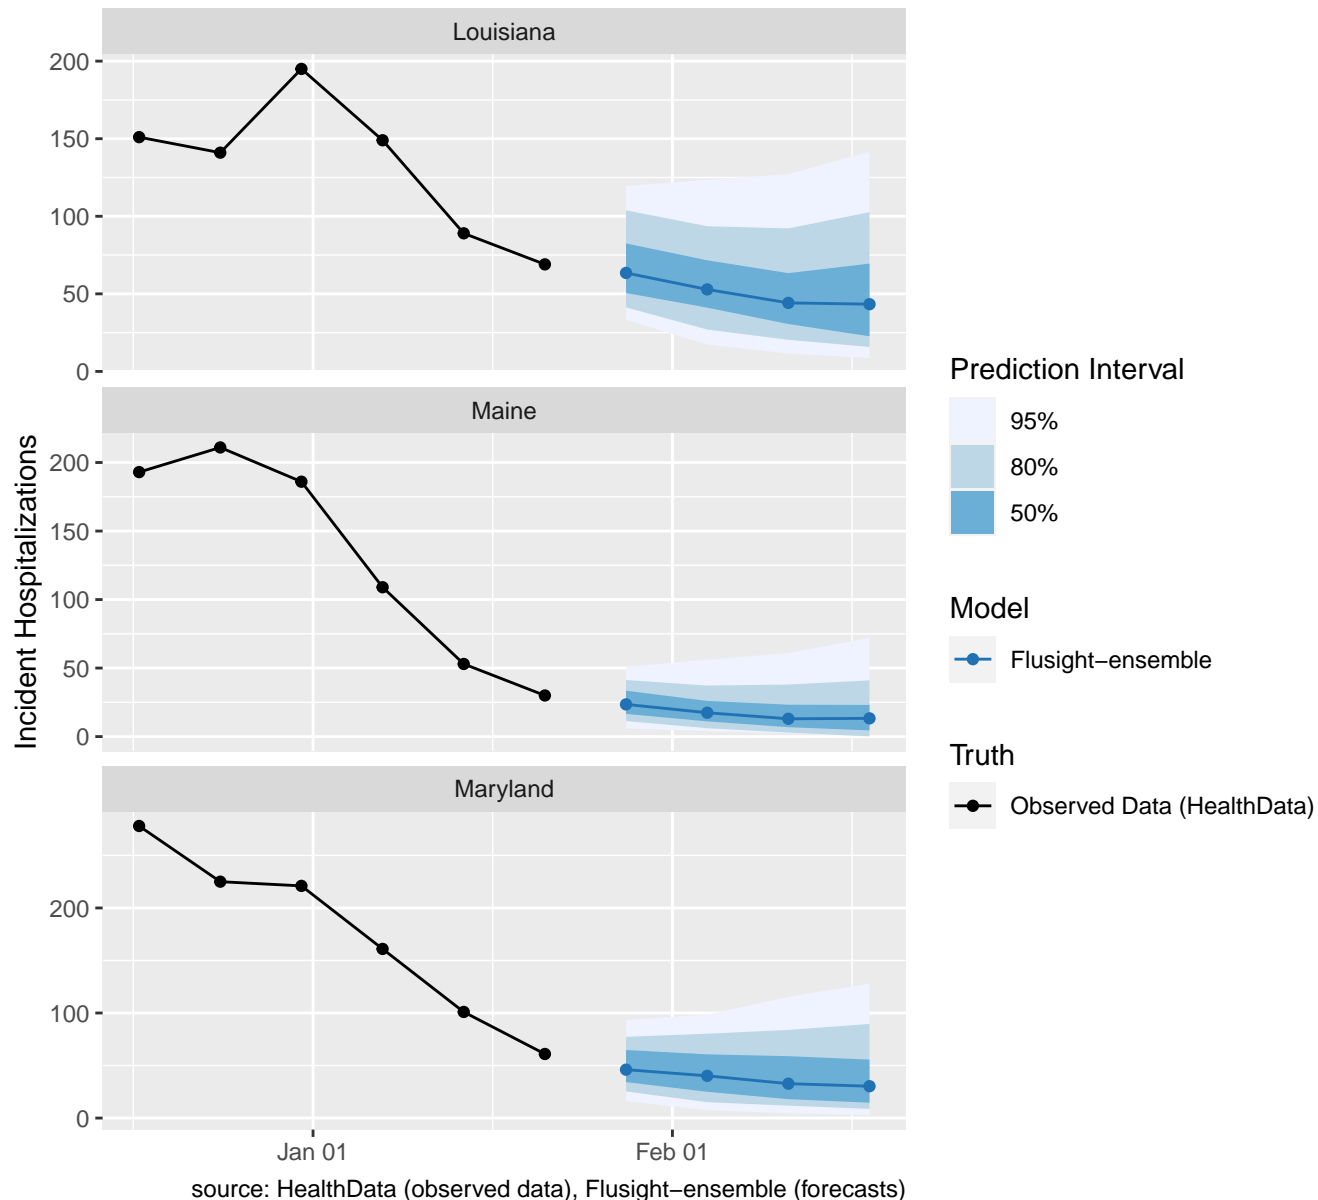 Louisiana
200
150
100
50
0
Maine
200
150
100
50
0
Maryland
200
100
0
Incident Hospitalizations
Jan 01
Feb 01
source: HealthData (observed data), Flusight−ensemble (forecasts)
Prediction Interval
95%
80%
50%
Model
Flusight−ensemble
Truth
Observed Data (HealthData)